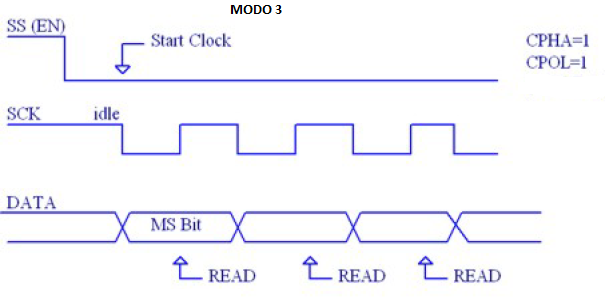 MODO 3
SS (EN)
Start Clock
CPHA=1
CPOL=1
SCK
idle
DATA
MS Bit
READ
READ
READ